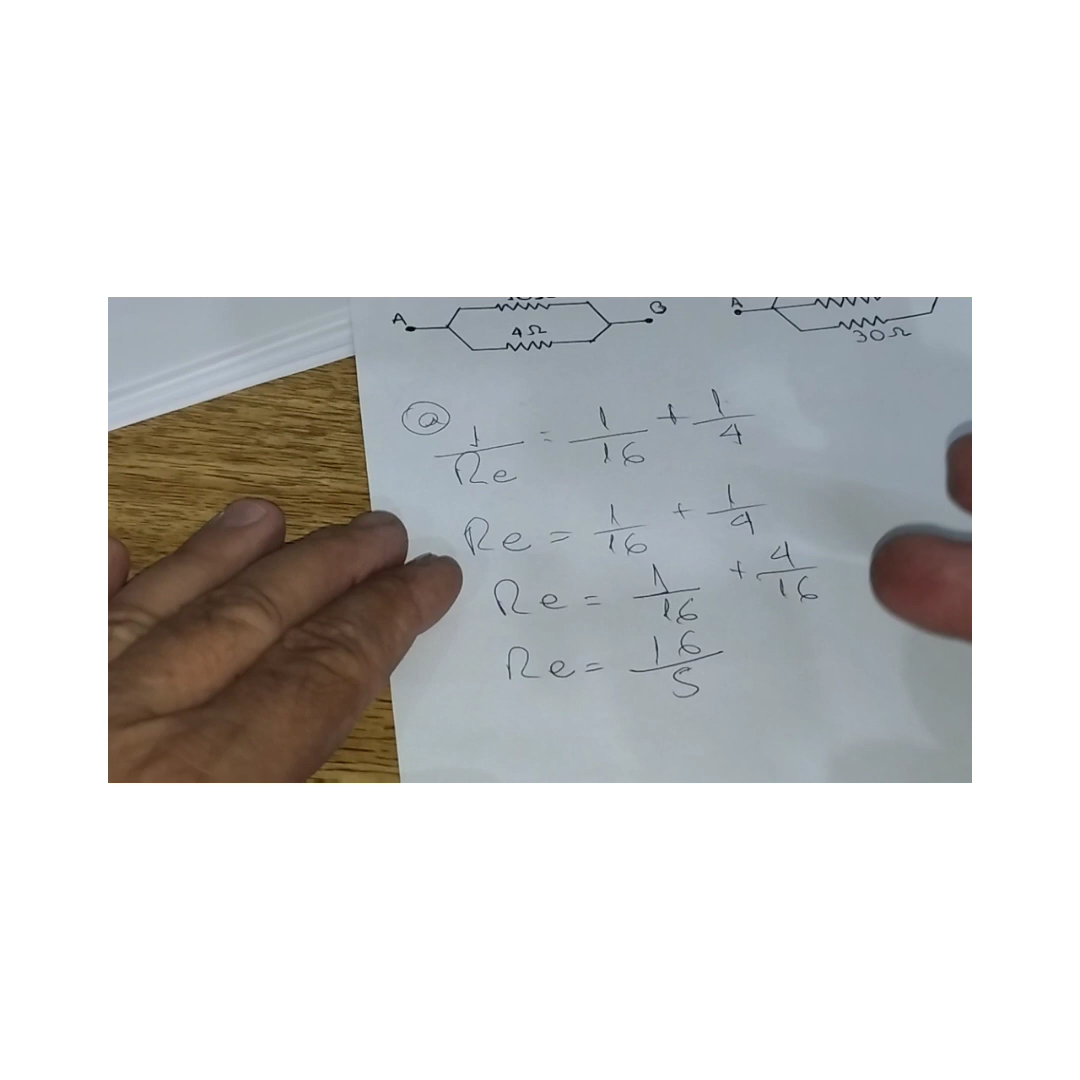 A B A
4Ω 30Ω
a 1/Re = 1/16 + 1/4
Re = 1/16 + 1/4
Re = 1/16 + 4/16
Re = 16/5